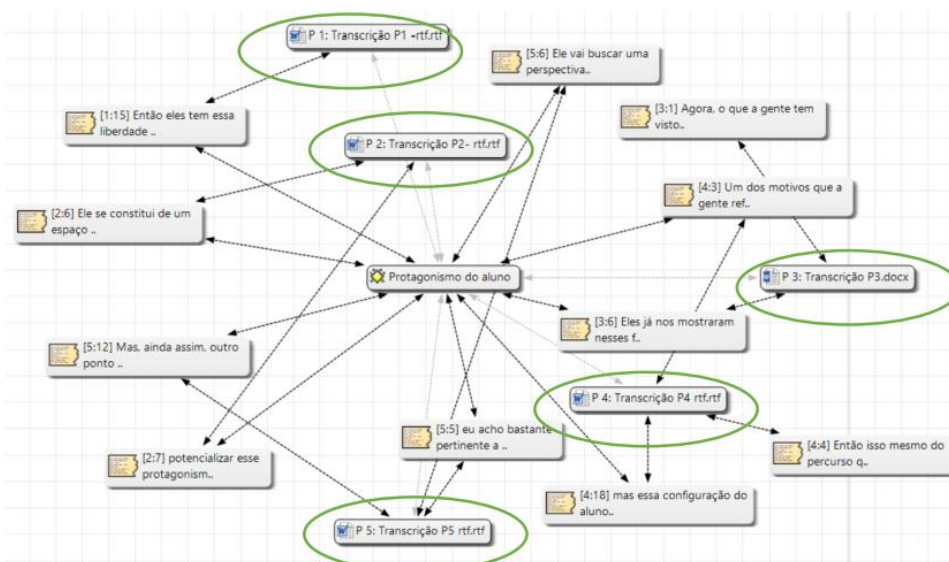 P 1: Transcrição P1 -rtf.rtf
[5:6] Ele vai buscar uma
perspectiva..
[1:15] Então eles tem essa
liberdade ..
[3:1] Agora, o que a gente tem
visto..
P 2: Transcrição P2- rtf.rtf
[4:3] Um dos motivos que a
gente ref..
[2:6] Ele se constitui de um
espaço ..
Protagonismo do aluno
P 3: Transcrição P3.docx
[3:6] Eles já nos mostraram
nesses f..
[5:12] Mas, ainda assim, outro
ponto ..
P 4: Transcrição P4 rtf.rtf
[5:5] eu acho bastante
pertinente a ..
[4:4] Então isso mesmo do
percurso q..
[2:7] potencializar esse
protagonism..
[4:18] mas essa configuração do
aluno..
P 5: Transcrição P5 rtf.rtf